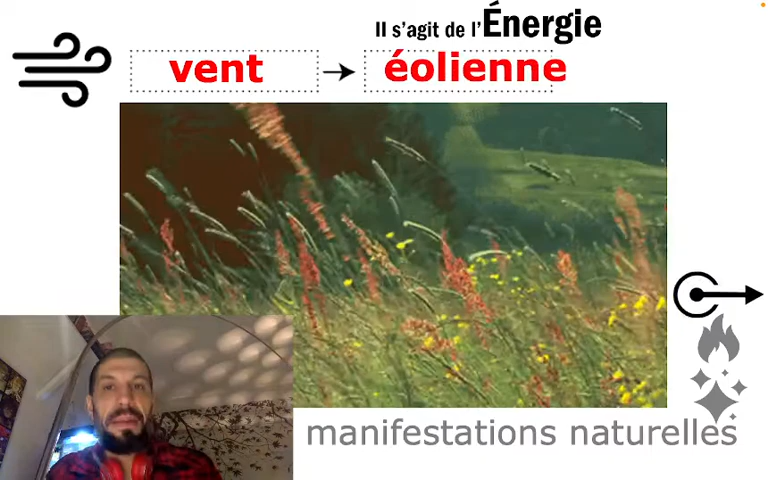 Il s'agit de l'Énergie
vent éolienne
manifestations naturelles